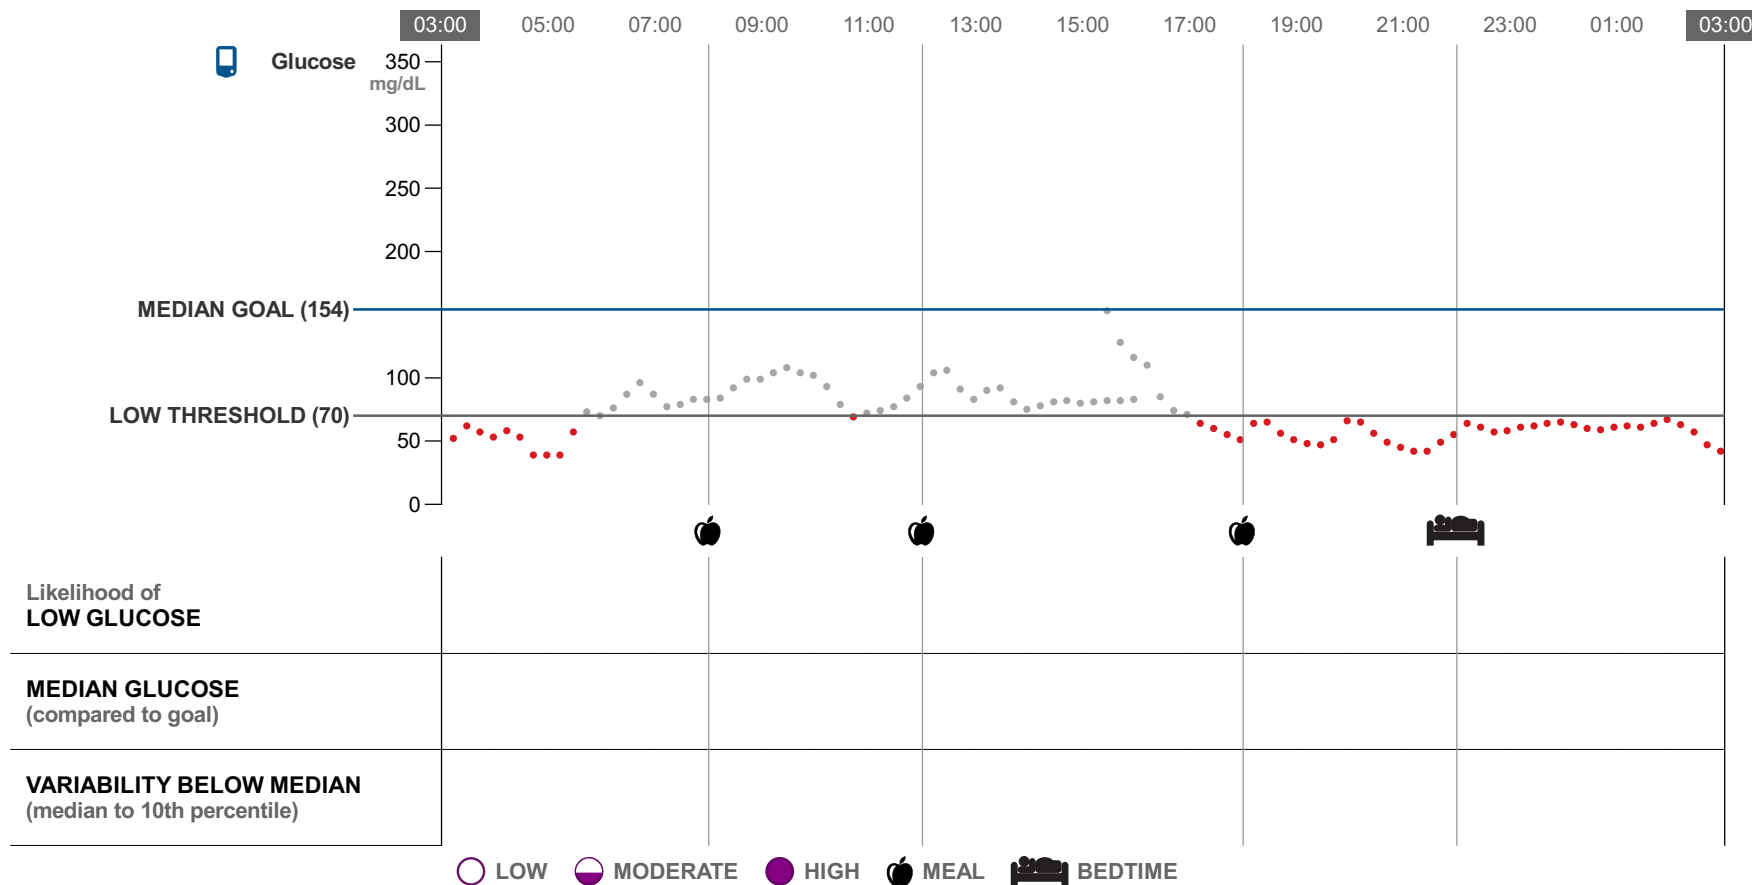 03:00 05:00 07:00 09:00 11:00 13:00 15:00 17:00 19:00 21:00 23:00 01:00 03:00
Glucose 350
mg/dL
300
250
200
MEDIAN GOAL (154)
100
LOW THRESHOLD (70)
50
0
Likelihood of
LOW GLUCOSE
MEDIAN GLUCOSE
(compared to goal)
VARIABILITY BELOW MEDIAN
(median to 10th percentile)
LOW MODERATE HIGH MEAL BEDTIME